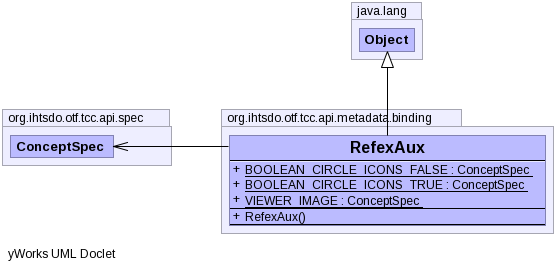 java.lang
Object
org.ihtsdo.otf.tcc.api.spec
ConceptSpec
org.ihtsdo.otf.tcc.api.metadata.binding
RefexAux
+ BOOLEAN_CIRCLE_ICONS_FALSE : ConceptSpec
+ BOOLEAN_CIRCLE_ICONS_TRUE : ConceptSpec
+ VIEWER_IMAGE : ConceptSpec
+ RefexAux()
yWorks UML Doclet